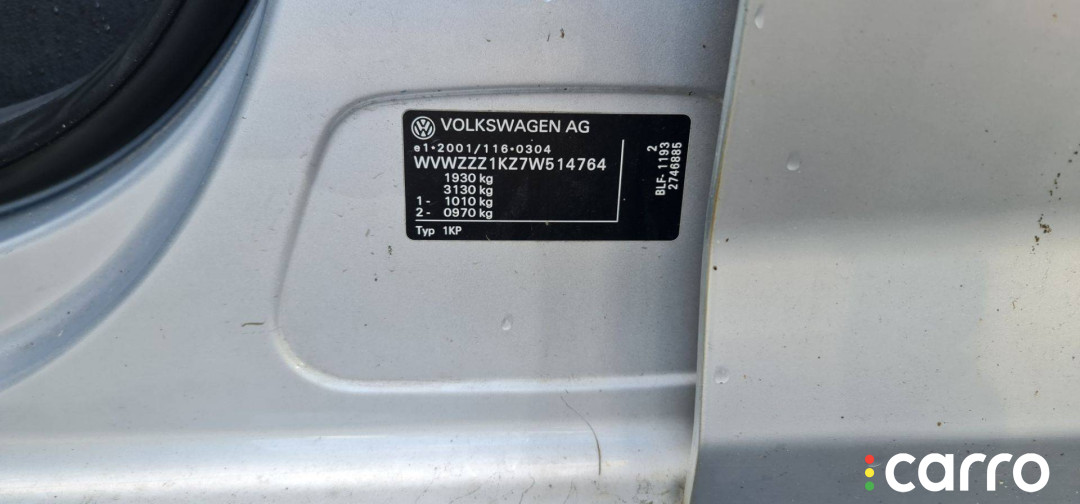 VOLKSWAGEN AG
e1*2001/116*0304
WVWZZZ1KZ7W514764
1930 kg
3130 kg
1- 1010 kg
2- 0970 kg
Typ 1KP
2
BLF-1193
2746885
carro